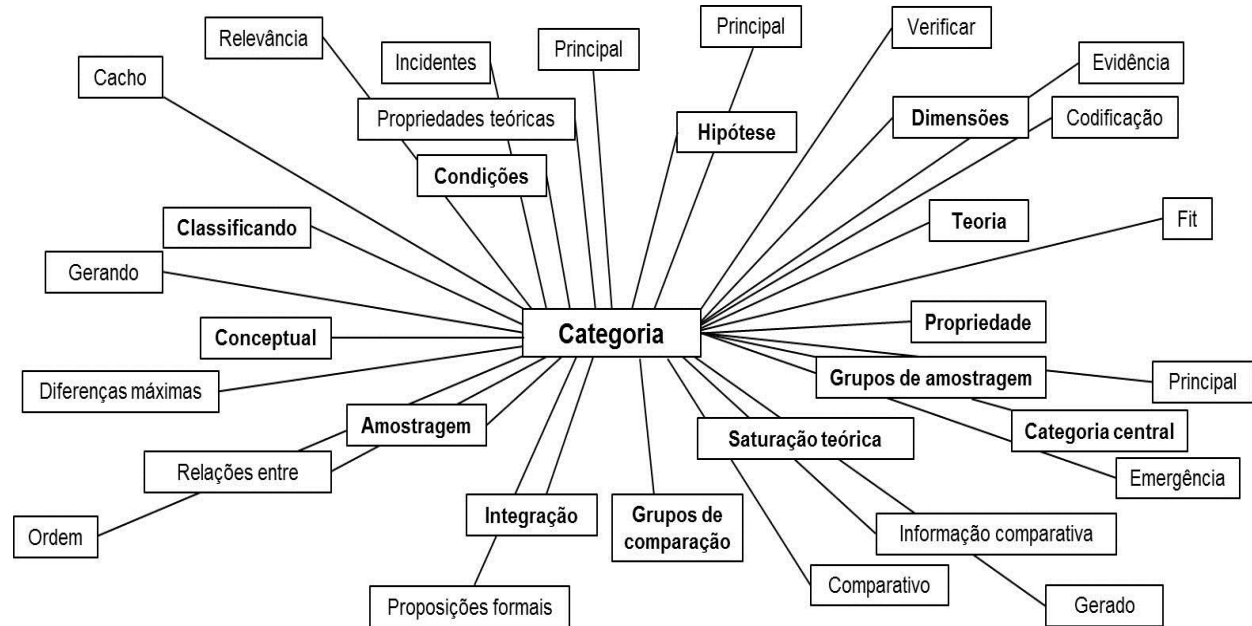 Principal
Verificar
Relevância
Principal
Incidentes
Evidência
Cacho
Propriedades teóricas
Hipótese
Dimensões
Codificação
Condições
Classificando
Teoria
Fit
Gerando
Categoria
Propriedade
Conceptual
Grupos de amostragem
Principal
Diferenças máximas
Amostragem
Saturação teórica
Categoria central
Relações entre
Emergência
Integração
Grupos de
comparação
Informação comparativa
Ordem
Comparativo
Proposições formais
Gerado